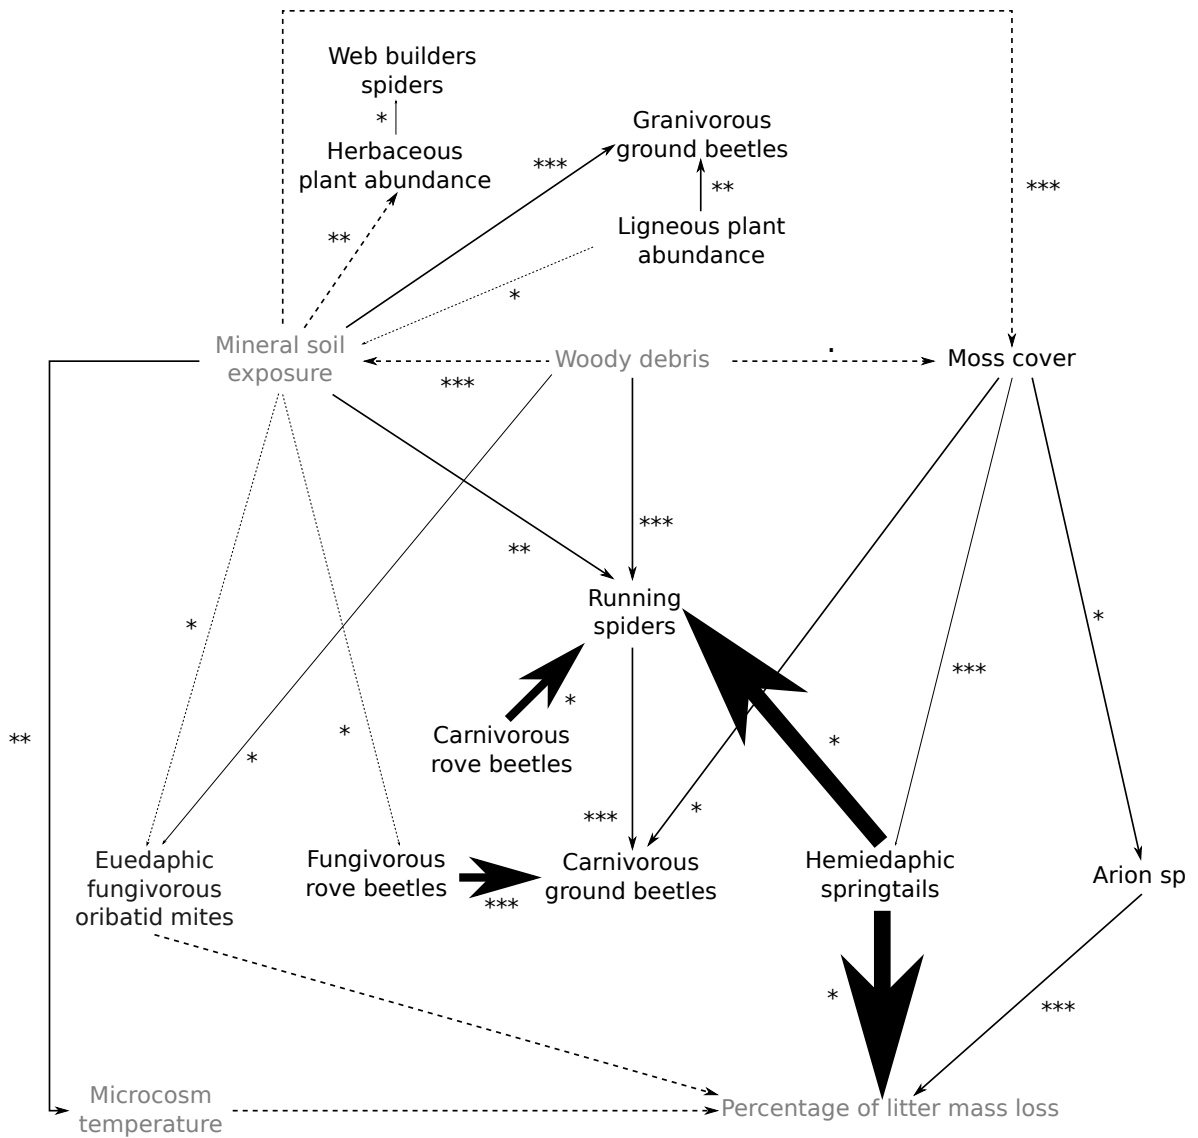 Web builders
spiders
*
Herbaceous
plant abundance
Granivorous
ground beetles
***
**
***
Ligneous plant
abundance
**
*
Mineral soil
exposure
***
Woody debris
.
Moss cover
***
**
*
*
Running
spiders
***
*
*
**
*
*
Carnivorous
rove beetles
*
***
*
Euedaphic
fungivorous
oribatid mites
Fungivorous
rove beetles
***
Carnivorous
ground beetles
Hemiedaphic
springtails
Arion sp
*
***
Microcosm
temperature
Percentage of litter mass loss